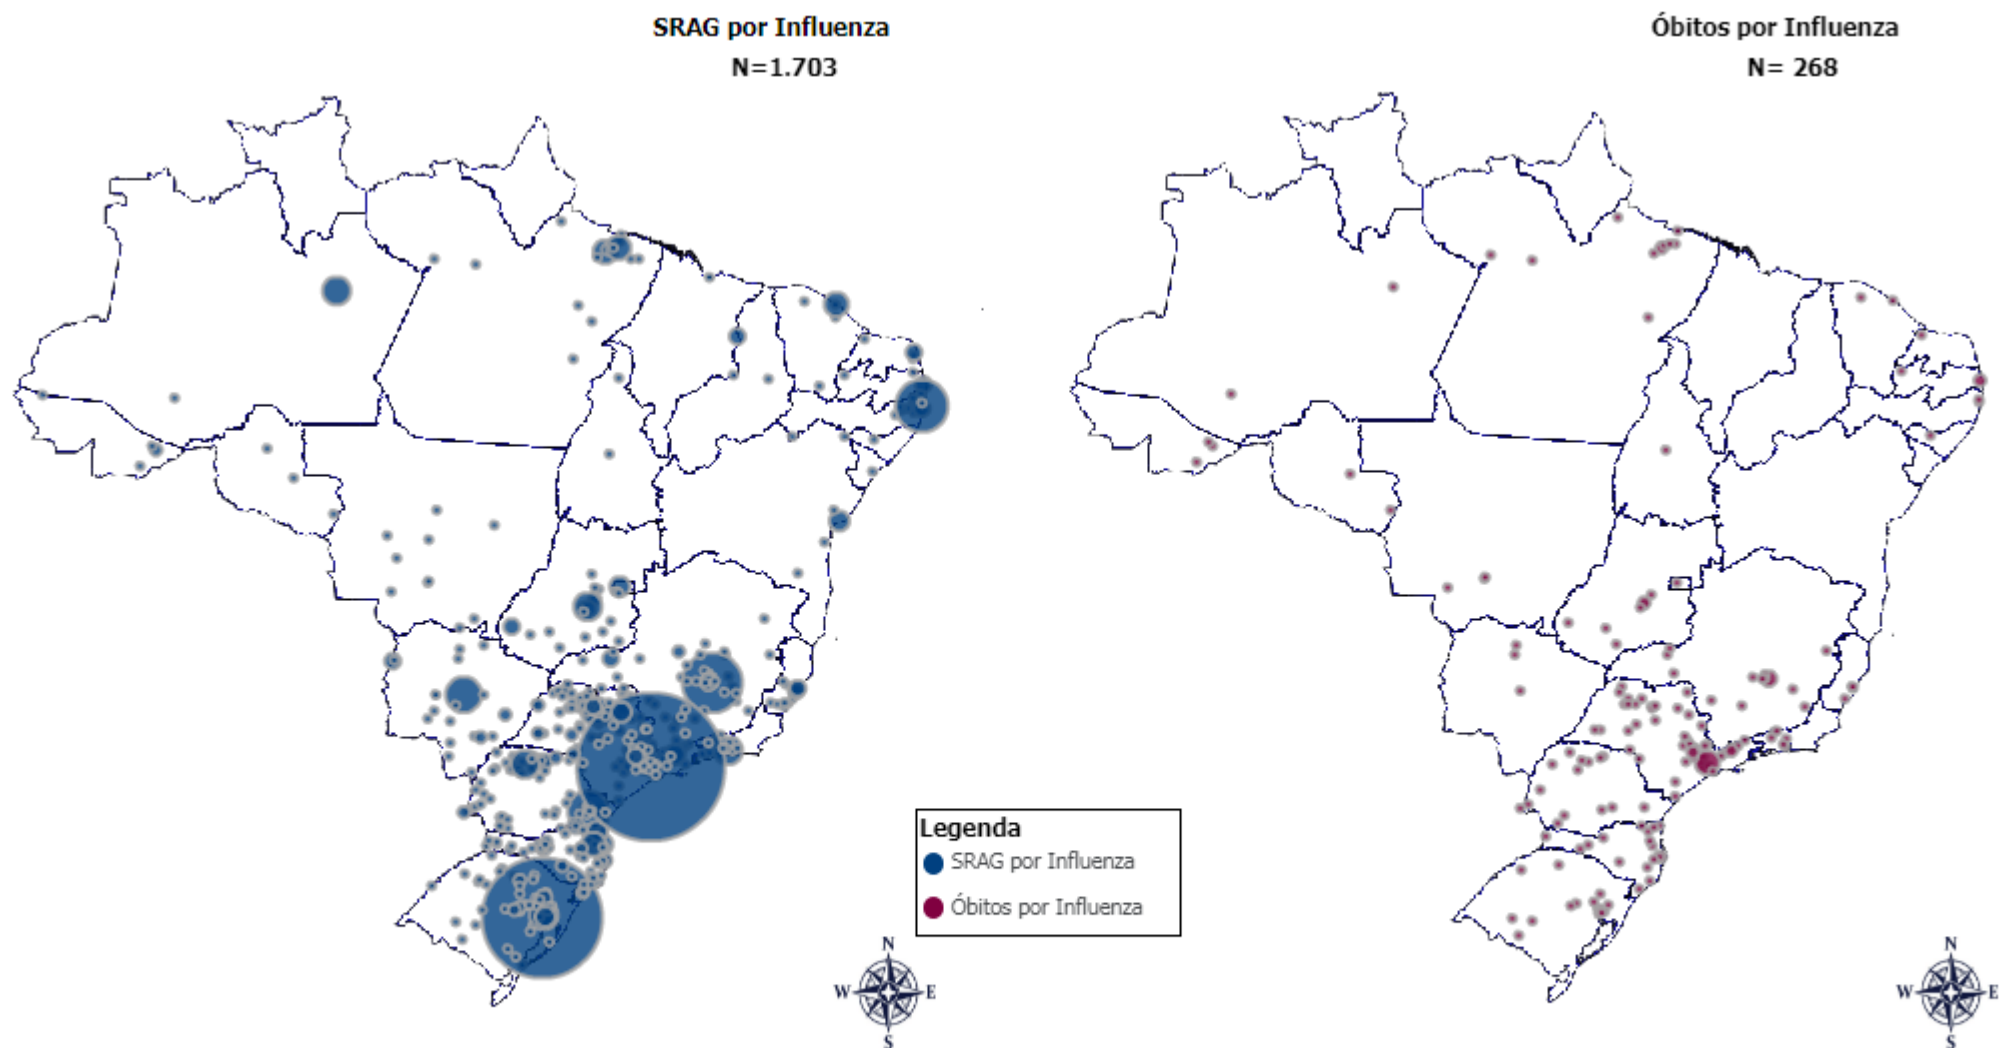 SRAG por Influenza
N=1.703
Óbitos por Influenza
N= 268
Legenda
SRAG por Influenza
Óbitos por Influenza
N
W E
S
N
W E
S